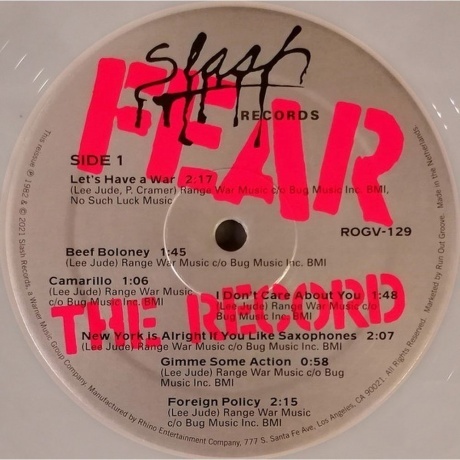 FEAR
Slash
RECORDS
SIDE 1
Let's Have a War 2:17
(Lee Jude, P. Cramer) Range War Music c/o Bug Music Inc. BMI,
No Such Luck Music
ROGV-129
Beef Boloney 1:45
(Lee Jude) Range War Music c/o Bug Music Inc. BMI
Camarillo 1:06
(Lee Jude) Range War Music
c/o Bug Music Inc. BMI
I Don't Care About You 1:48
(Lee Jude) Range War Music c/o
Bug Music Inc. BMI
THE RECORD
New York is Alright if You Like Saxophones 2:07
(Lee Jude) Range War Music c/o Bug Music Inc. BMI
Gimme Some Action 0:58
(Lee Jude) Range War Music c/o Bug
Music Inc. BMI
Foreign Policy 2:15
(Lee Jude) Range War Music c/o
Bug Music Inc. BMI
This reissue ℗ 1982 & © 2021 Slash Records, a Warner Music Group Company. Manufactured by Rhino Entertainment Company, 777 S. Santa Fe Ave, Los Angeles, CA 90021. All Rights Reserved. Marketed by Run Out Groove. Made in the Netherlands.